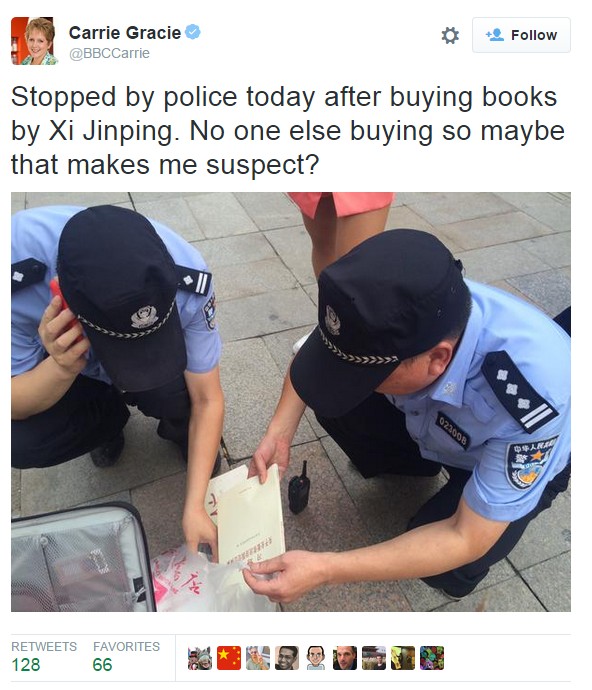 Carrie Gracie
@BBCCarrie
Follow
Stopped by police today after buying books
by Xi Jinping. No one else buying so maybe
that makes me suspect?
023008
RETWEETS
FAVORITES
128
66